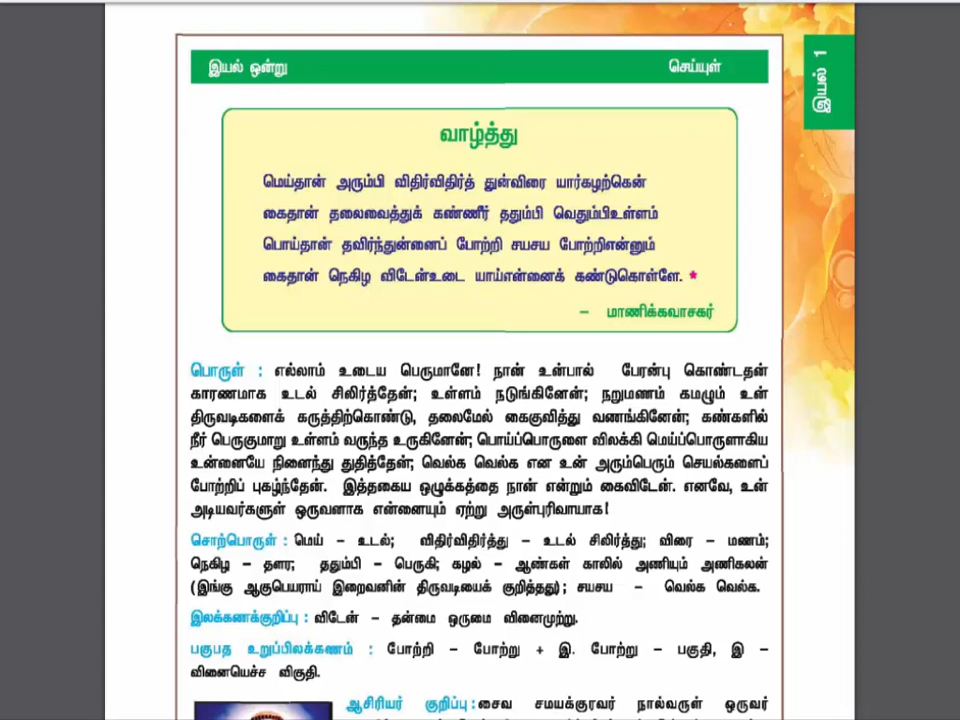 இயல் ஒன்று
செய்யுள்
இயல் 1
வாழ்த்து
மெய்தான் அரும்பி விதிர்விதிர்த் துன்விரை யார்கழற்கென்
கைதான் தலைவைத்துக் கண்ணீர் ததும்பி வெதும்பிஉள்ளம்
பொய்தான் தவிர்ந்துன்னைப் போற்றி சயசய போற்றிஎன்னும்
கைதான் நெகிழ விடேன்உடை யாய்என்னைக் கண்டுகொள்ளே. *
– மாணிக்கவாசகர்
பொருள் : எல்லாம் உடைய பெருமானே! நான் உன்பால் பேரன்பு கொண்டதன்
காரணமாக உடல் சிலிர்த்தேன்; உள்ளம் நடுங்கினேன்; நறுமணம் கமழும் உன்
திருவடிகளைக் கருத்திற்கொண்டு, தலைமேல் கைகுவித்து வணங்கினேன்; கண்களில்
நீர் பெருகுமாறு உள்ளம் வருந்த உருகினேன்; பொய்ப்பொருளை விலக்கி மெய்ப்பொருளாகிய
உன்னையே நினைந்து துதித்தேன்; வெல்க வெல்க என உன் அரும்பெரும் செயல்களைப்
போற்றிப் புகழ்ந்தேன். இத்தகைய ஒழுக்கத்தை நான் என்றும் கைவிடேன். எனவே, உன்
அடியவர்களுள் ஒருவனாக என்னையும் ஏற்று அருள்புரிவாயாக!
சொற்பொருள் : மெய் – உடல்; விதிர்விதிர்த்து – உடல் சிலிர்த்து; விரை – மணம்;
நெகிழ – தளர; ததும்பி – பெருகி; கழல் – ஆண்கள் காலில் அணியும் அணிகலன்
(இங்கு ஆகுபெயராய் இறைவனின் திருவடியைக் குறித்தது); சயசய – வெல்க வெல்க.
இலக்கணக்குறிப்பு : விடேன் – தன்மை ஒருமை வினைமுற்று.
பகுபத உறுப்பிலக்கணம் : போற்றி – போற்று + இ. போற்று – பகுதி, இ –
வினையெச்ச விகுதி.
ஆசிரியர் குறிப்பு : சைவ சமயக்குரவர் நால்வருள் ஒருவர்